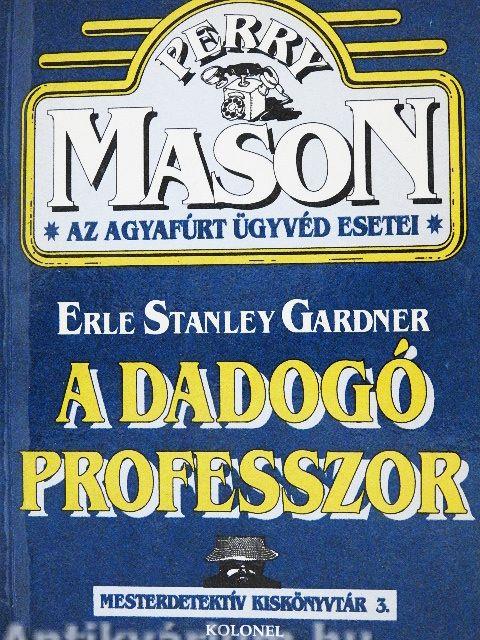 PERRY
MASON
* AZ AGYAFÚRT ÜGYVÉD ESETEI *
ERLE STANLEY GARDNER
A DADOGÓ
PROFESSZOR
MESTERDETEKTÍV KISKÖNYVTÁR 3.
KOLONEL